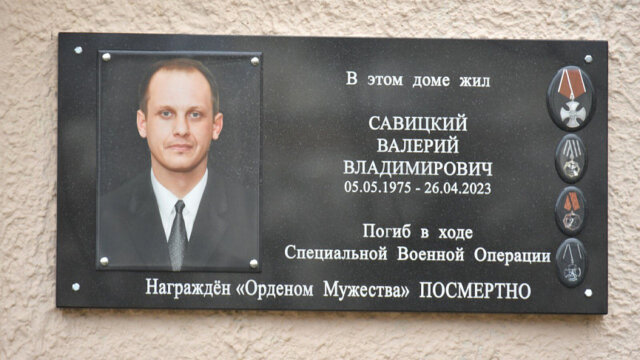 В этом доме жил
САВИЦКИЙ
ВАЛЕРИЙ
ВЛАДИМИРОВИЧ
05.05.1975 - 26.04.2023
Погиб в ходе
Специальной Военной Операции
Награждён «Орденом Мужества» ПОСМЕРТНО